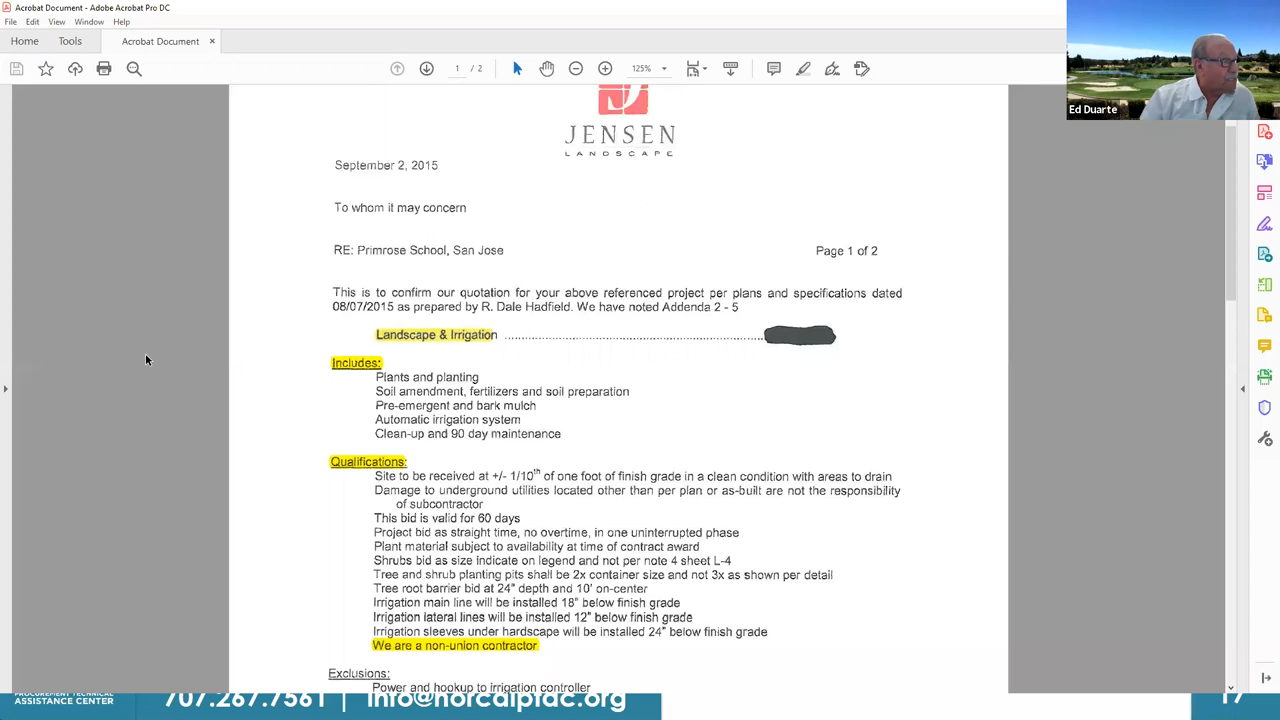 Acrobat Document - Adobe Acrobat Pro DC
File Edit View Window Help
Home Tools Acrobat Document ×
/ 2 125%
Ed Duarte
JENSEN
LANDSCAPE
September 2, 2015
To whom it may concern
RE: Primrose School, San Jose Page 1 of 2
This is to confirm our quotation for your above referenced project per plans and specifications dated
08/07/2015 as prepared by R. Dale Hadfield. We have noted Addenda 2 - 5
Landscape & Irrigation
Includes:
Plants and planting
Soil amendment, fertilizers and soil preparation
Pre-emergent and bark mulch
Automatic irrigation system
Clean-up and 90 day maintenance
Qualifications:
Site to be received at +/- 1/10th of one foot of finish grade in a clean condition with areas to drain
Damage to underground utilities located other than per plan or as-built are not the responsibility
of subcontractor
This bid is valid for 60 days
Project bid as straight time, no overtime, in one uninterrupted phase
Plant material subject to availability at time of contract award
Shrubs bid as size indicate on legend and not per note 4 sheet L-4
Tree and shrub planting pits shall be 2x container size and not 3x as shown per detail
Tree root barrier bid at 24" depth and 10' on-center
Irrigation main line will be installed 18" below finish grade
Irrigation lateral lines will be installed 12" below finish grade
Irrigation sleeves under hardscape will be installed 24" below finish grade
We are a non-union contractor
Exclusions:
Power and hookup to irrigation controller
PROCUREMENT TECHNICAL
ASSISTANCE CENTER
707.267.7561 | info@norcalptac.org
17